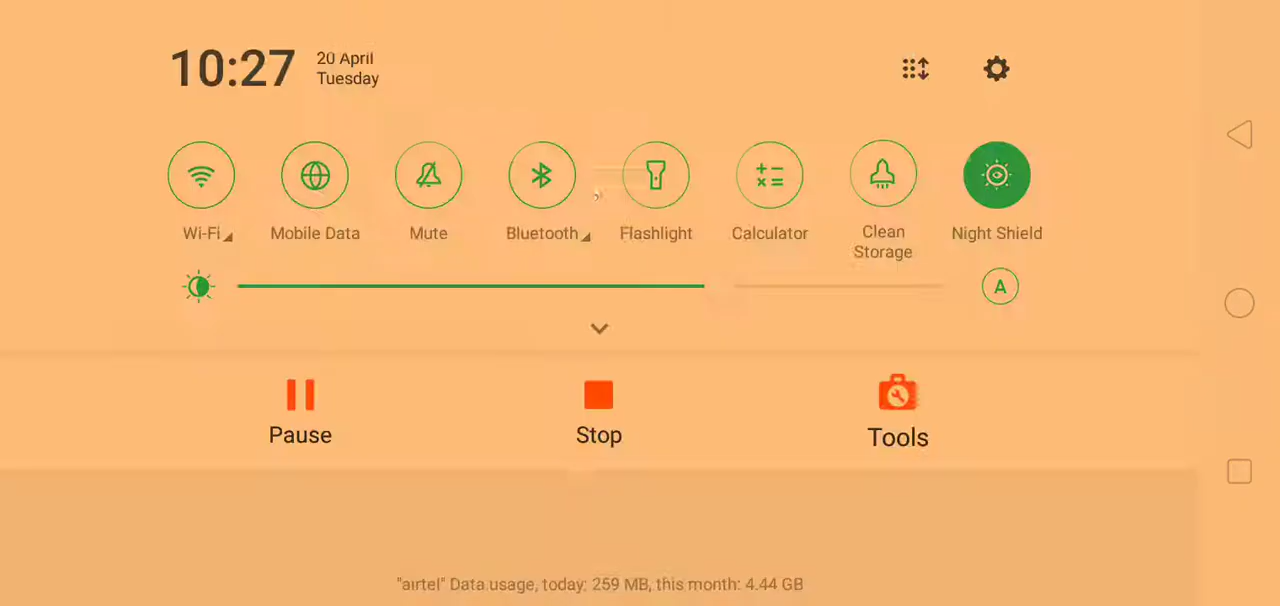 10:27
20 April
Tuesday
Wi-Fi
Mobile Data
Mute
Bluetooth
Flashlight
Calculator
Clean
Storage
Night Shield
A
Pause
Stop
Tools
"airtel" Data usage, today: 259 MB, this month: 4.44 GB